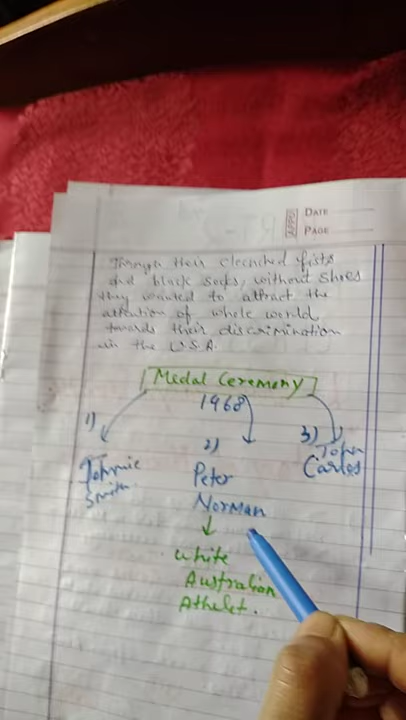 APPU
DATE
PAGE
Through their clenched fists
and black socks, without shoes
they wanted to attract the
attention of whole world
towards their discrimination
in the U.S.A.
Medal Ceremony
1968
1)
2)
3)
Tommie
Smith.
Peter
Norman
John
Carlos
White
Australian
Athelet.